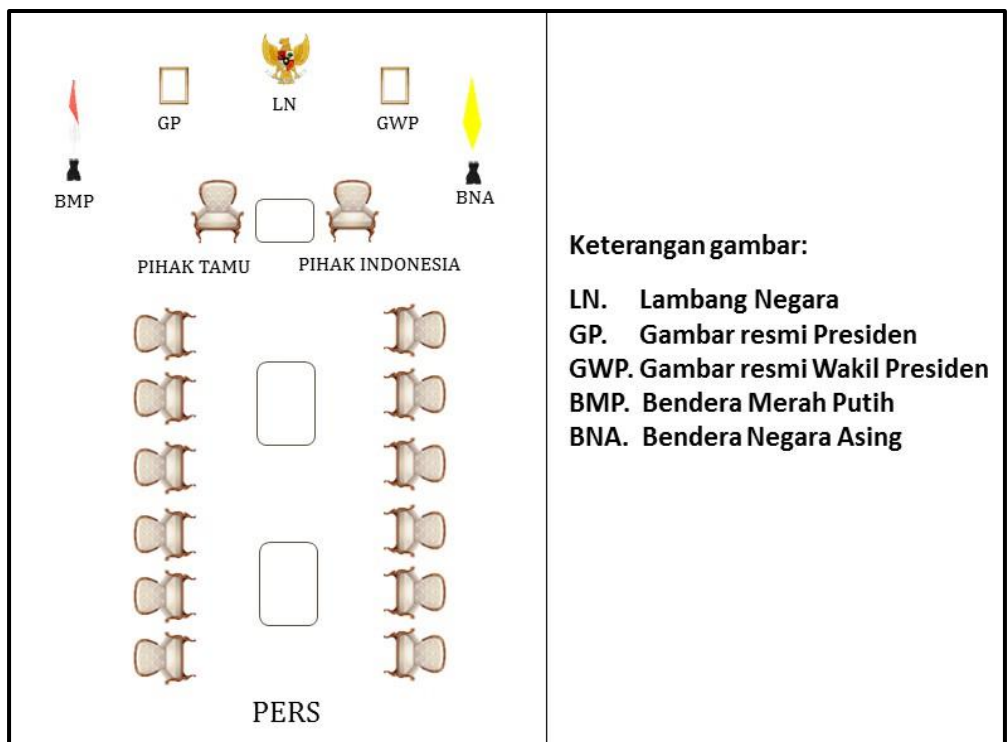 LN
GP
GWP
BMP
BNA
PIHAK TAMU
PIHAK INDONESIA
PERS
Keterangan gambar:
LN. Lambang Negara
GP. Gambar resmi Presiden
GWP. Gambar resmi Wakil Presiden
BMP. Bendera Merah Putih
BNA. Bendera Negara Asing